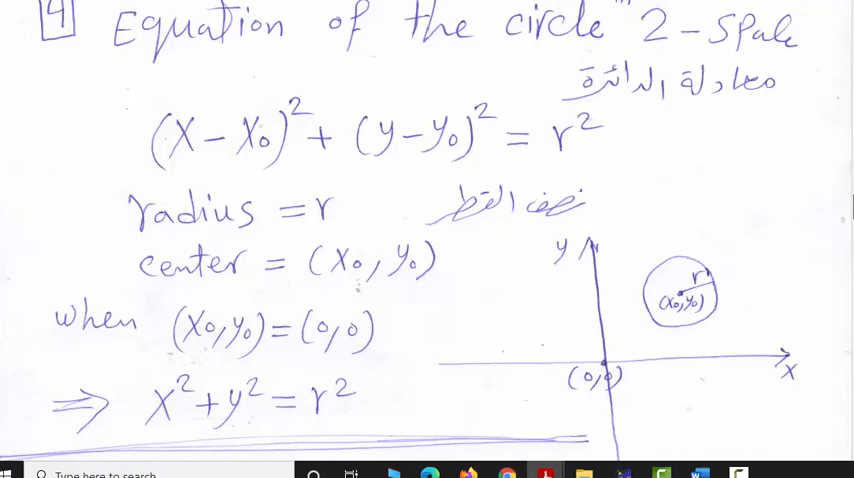 [4] Equation of the circle "2-space
معادلة الدائرة
(x - x₀)² + (y - y₀)² = r²
radius = r نصف القطر
center = (x₀, y₀)
when (x₀, y₀) = (0, 0)
⇒ x² + y² = r²
y
r
(x₀, y₀)
(0, 0)
x
Type here to search